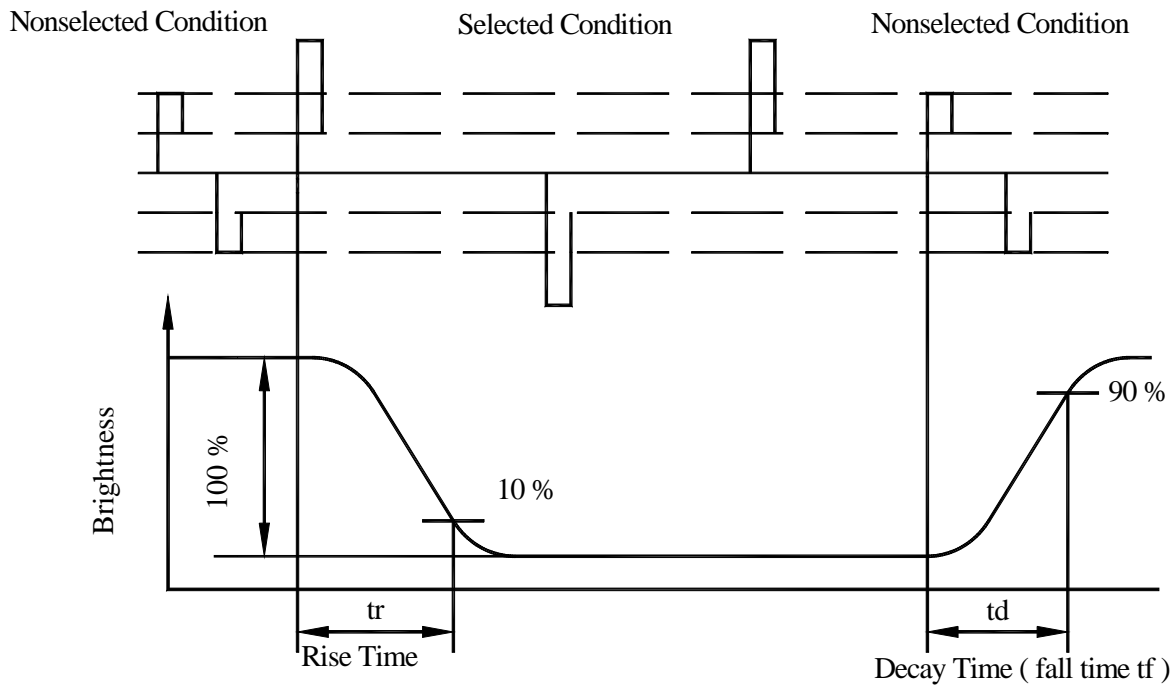 Nonselected Condition
Selected Condition
Nonselected Condition
Brightness
100 %
10 %
90 %
tr
Rise Time
td
Decay Time ( fall time tf )